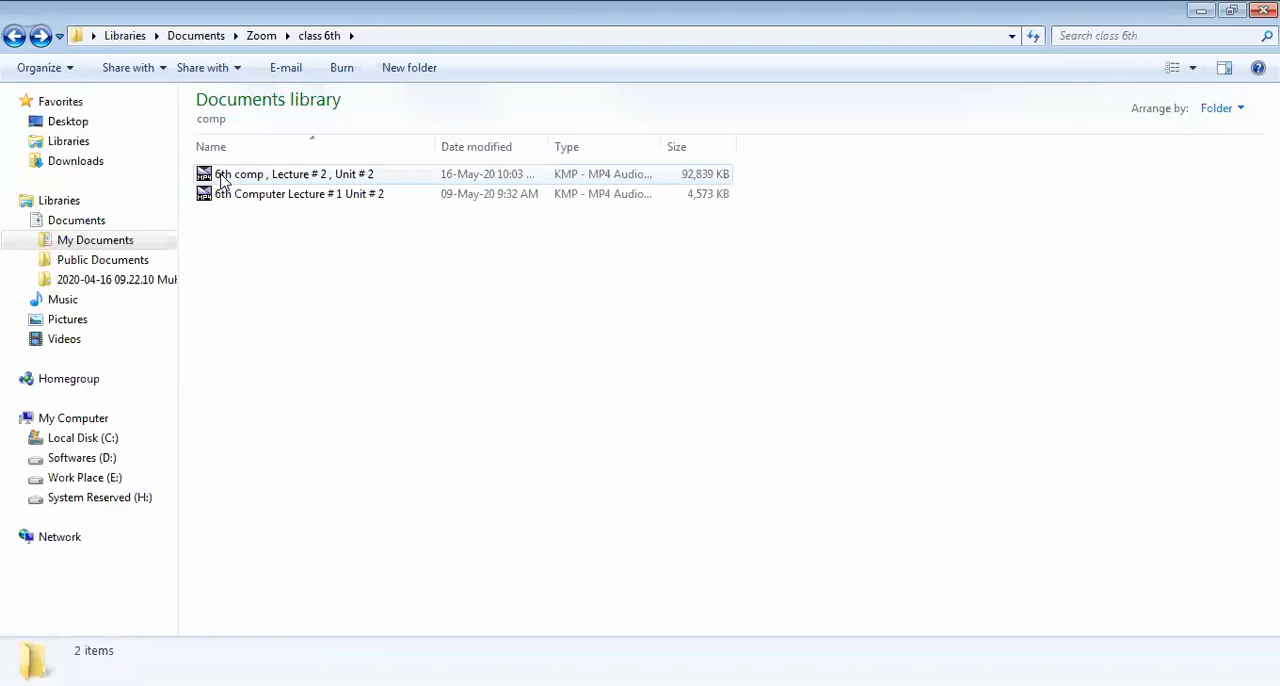 Libraries Documents Zoom class 6th Search class 6th
Organize Share with Share with E-mail Burn New folder
Documents library
comp
Arrange by: Folder
Name Date modified Type Size
6th comp , Lecture # 2 , Unit # 2 16-May-20 10:03 ... KMP - MP4 Audio... 92,839 KB
6th Computer Lecture # 1 Unit # 2 09-May-20 9:32 AM KMP - MP4 Audio... 4,573 KB
Favorites
Desktop
Libraries
Downloads
Libraries
Documents
My Documents
Public Documents
2020-04-16 09.22.10 Muh
Music
Pictures
Videos
Homegroup
My Computer
Local Disk (C:)
Softwares (D:)
Work Place (E:)
System Reserved (H:)
Network
2 items